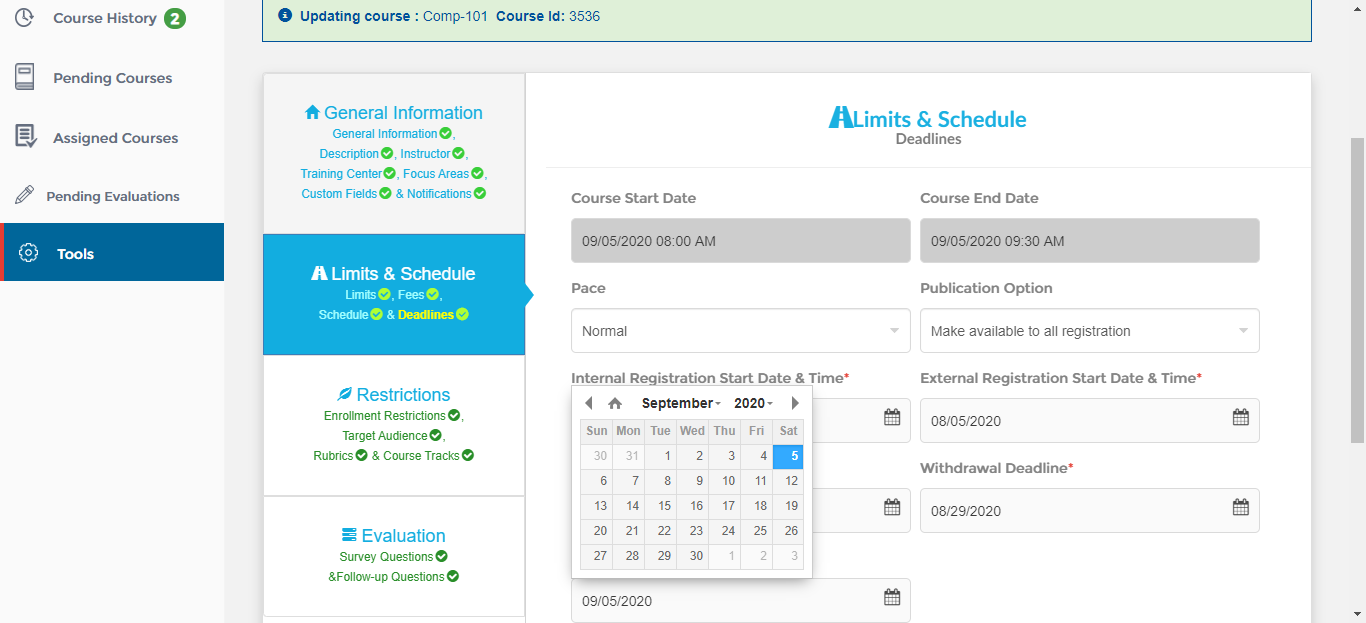 Course History 2
Pending Courses
Assigned Courses
Pending Evaluations
Tools
Updating course : Comp-101 Course Id: 3536
General Information
General Information,
Description, Instructor,
Training Center, Focus Areas,
Custom Fields & Notifications
Limits & Schedule
Limits, Fees,
Schedule & Deadlines
Restrictions
Enrollment Restrictions,
Target Audience,
Rubrics & Course Tracks
Evaluation
Survey Questions
&Follow-up Questions
Limits & Schedule
Deadlines
Course Start Date Course End Date
09/05/2020 08:00 AM 09/05/2020 09:30 AM
Pace Publication Option
Normal Make available to all registration
Internal Registration Start Date & Time* External Registration Start Date & Time*
08/05/2020
Withdrawal Deadline*
08/29/2020
September 2020
Sun Mon Tue Wed Thu Fri Sat
30 31 1 2 3 4 5
6 7 8 9 10 11 12
13 14 15 16 17 18 19
20 21 22 23 24 25 26
27 28 29 30 1 2 3
09/05/2020